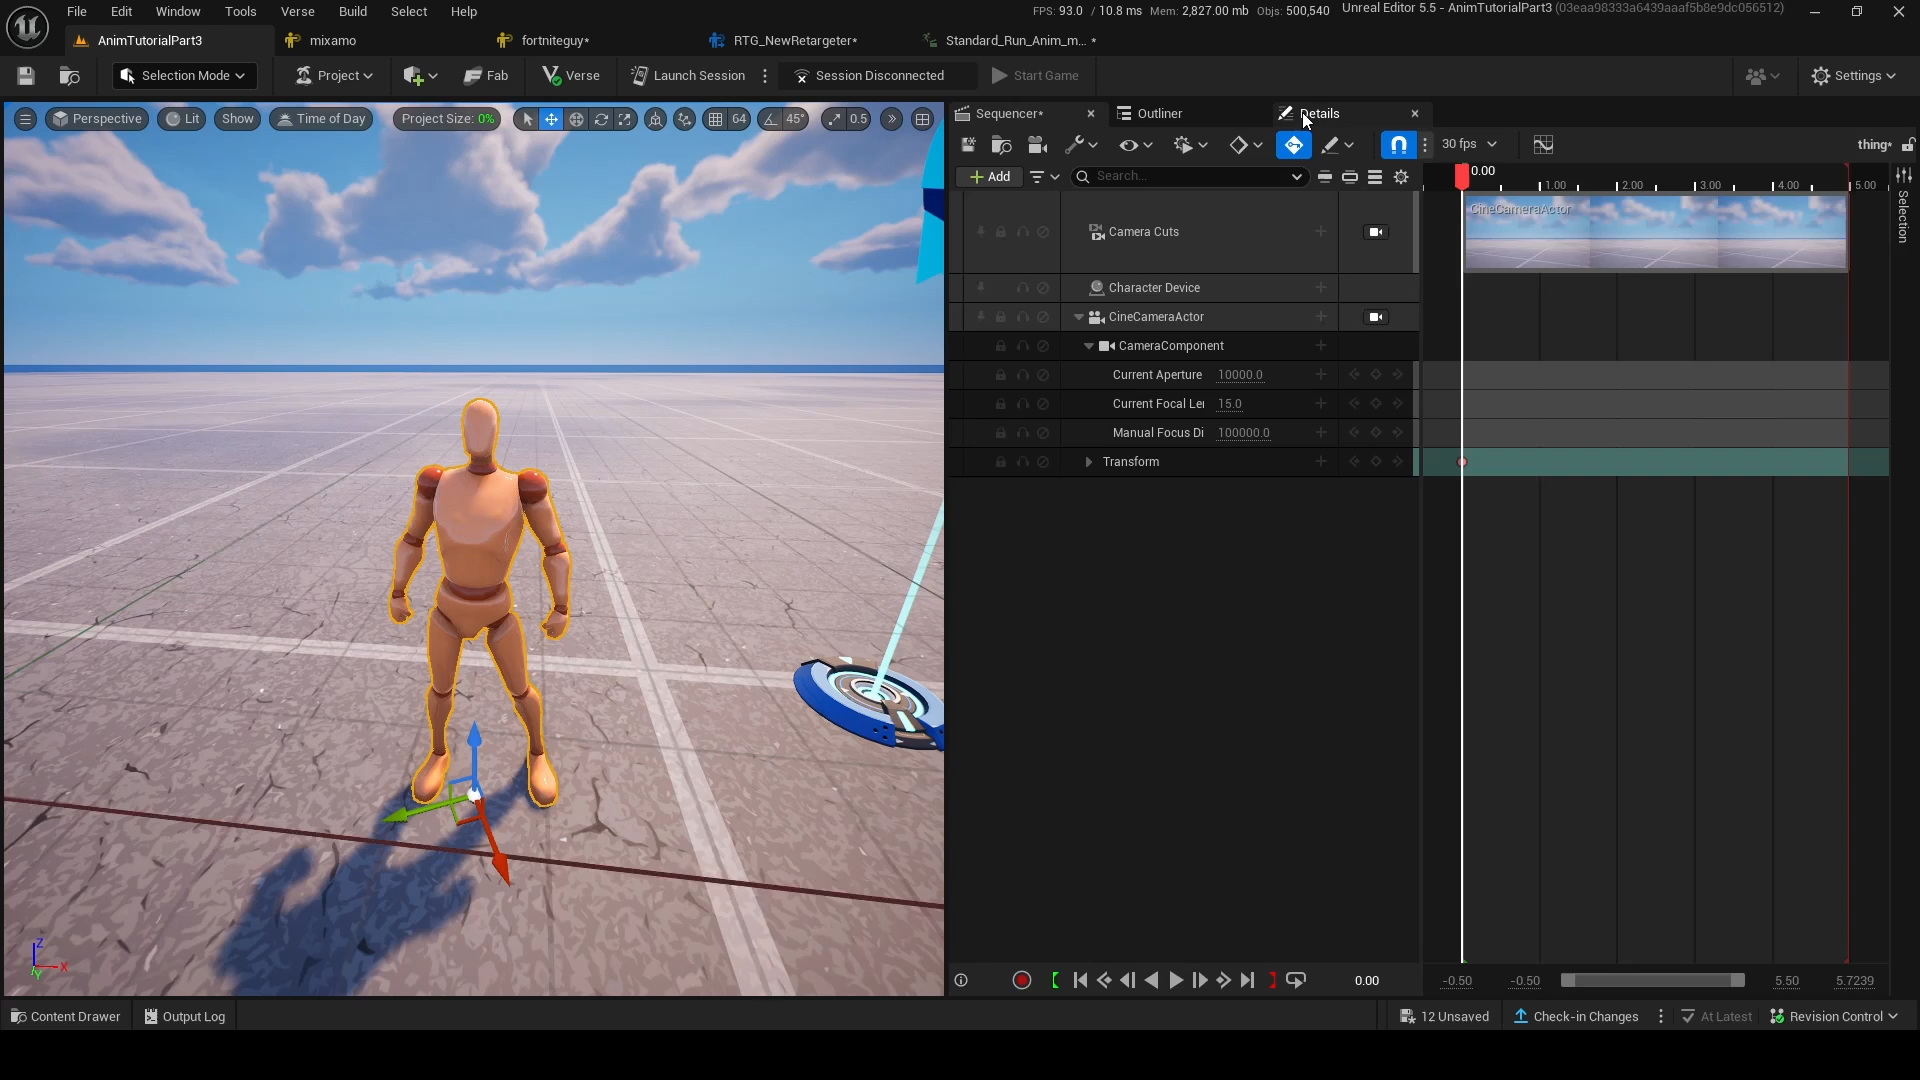 File Edit Window Tools Verse Build Select Help
FPS: 93.0 / 10.8 ms Mem: 2,827.00 mb Objs: 500,540 Unreal Editor 5.5 - AnimTutorialPart3 (03eaa98333a6439aaaf5b8e9dc056512)
AnimTutorialPart3 mixamo fortniteguy* RTG_NewRetargeter* Standard_Run_Anim_m... *
Selection Mode Project Fab Verse Launch Session Session Disconnected Start Game Settings
Perspective Lit Show Time of Day Project Size: 0% 64 45° 0.5
Sequencer* Outliner Details
30 fps thing*
Add Search...
0.00
1.00 2.00 3.00 4.00 5.00
Selection
Camera Cuts
CineCameraActor
Character Device
CineCameraActor
CameraComponent
Current Aperture 10000.0
Current Focal Le 15.0
Manual Focus Di 100000.0
Transform
Z
X
Y
0.00 -0.50 -0.50 5.50 5.7239
Content Drawer Output Log 12 Unsaved Check-in Changes At Latest Revision Control